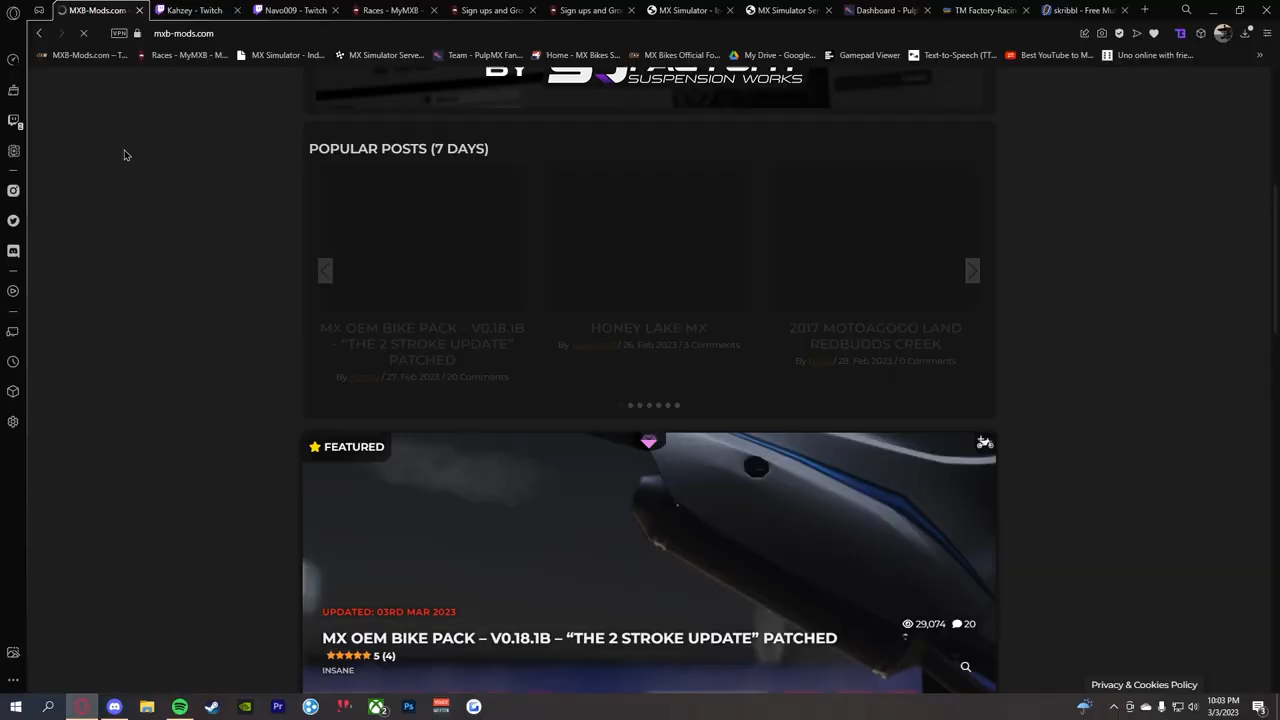 MXB-Mods.com
Kahzey - Twitch
Navo009 - Twitch
Races - MyMXB -
Sign ups and Gro
Sign ups and Gro
MX Simulator - In
MX Simulator Ser
Dashboard - Pulp
TM Factory-Racin
skribbl - Free Mu
VPN
mxb-mods.com
MXB-Mods.com – T...
Races - MyMXB - M...
MX Simulator - Ind...
MX Simulator Serve...
Team - PulpMX Fan...
Home - MX Bikes S...
MX Bikes Official Fo...
My Drive - Google...
Gamepad Viewer
Text-to-Speech (TT...
Best YouTube to M...
Uno online with frie...
BY
SUSPENSION WORKS
POPULAR POSTS (7 DAYS)
MX OEM BIKE PACK – V0.18.1B – "THE 2 STROKE UPDATE" PATCHED
By / 27. Feb 2023 / 20 Comments
HONEY LAKE MX
By / 26. Feb 2023 / 3 Comments
2017 MOTOAGOGO LAND REDBUDDS CREEK
By / 28. Feb 2023 / 0 Comments
FEATURED
UPDATED: 03RD MAR 2023
29,074 20
MX OEM BIKE PACK – V0.18.1B – "THE 2 STROKE UPDATE" PATCHED
5 (4)
INSANE
Privacy & Cookies Policy
10:03 PM
3/3/2023